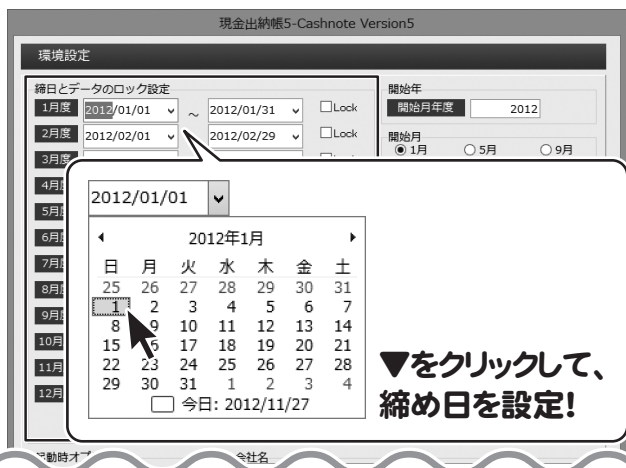 現金出納帳5-Cashnote Version5
環境設定
締日とデータのロック設定
1月度 2012/01/01 ～ 2012/01/31 Lock
2月度 2012/02/01 2012/02/29 Lock
3月度
4月
5月
6月
7月
8月
9月
10月
11月
12月
開始年
開始月年度 2012
開始月
1月 5月 9月
2012/01/01
2012年1月
日 月 火 水 木 金 土
25 26 27 28 29 30 31
1 2 3 4 5 6 7
8 9 10 11 12 13 14
15 16 17 18 19 20 21
22 23 24 25 26 27 28
29 30 31 1 2 3 4
今日: 2012/11/27
▼をクリックして、
締め日を設定!
会社名